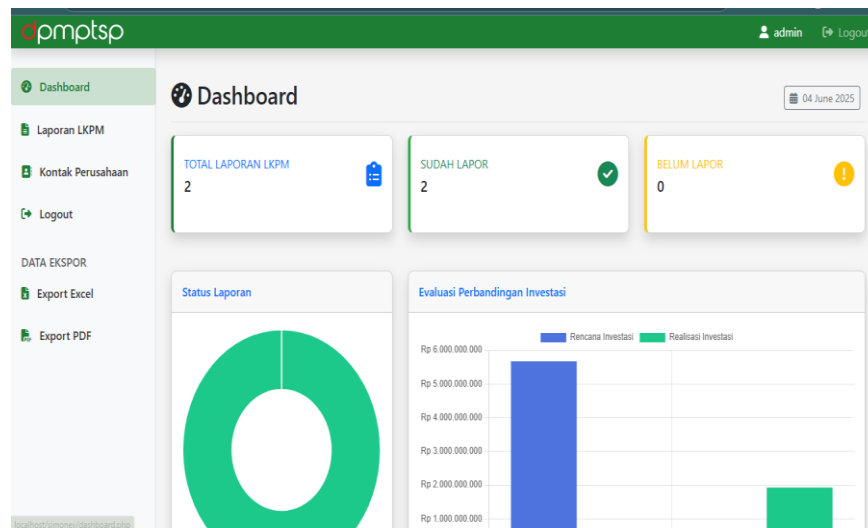 dpmptsp
admin Logout
Dashboard
Laporan LKPM
Kontak Perusahaan
Logout
DATA EKSPOR
Export Excel
Export PDF
Dashboard
04 June 2025
TOTAL LAPORAN LKPM
2
SUDAH LAPOR
2
BELUM LAPOR
0
Status Laporan
Evaluasi Perbandingan Investasi
Rencana Investasi Realisasi Investasi
Rp 6.000.000.000
Rp 5.000.000.000
Rp 4.000.000.000
Rp 3.000.000.000
Rp 2.000.000.000
Rp 1.000.000.000
localhost/simonev/dashboard.php